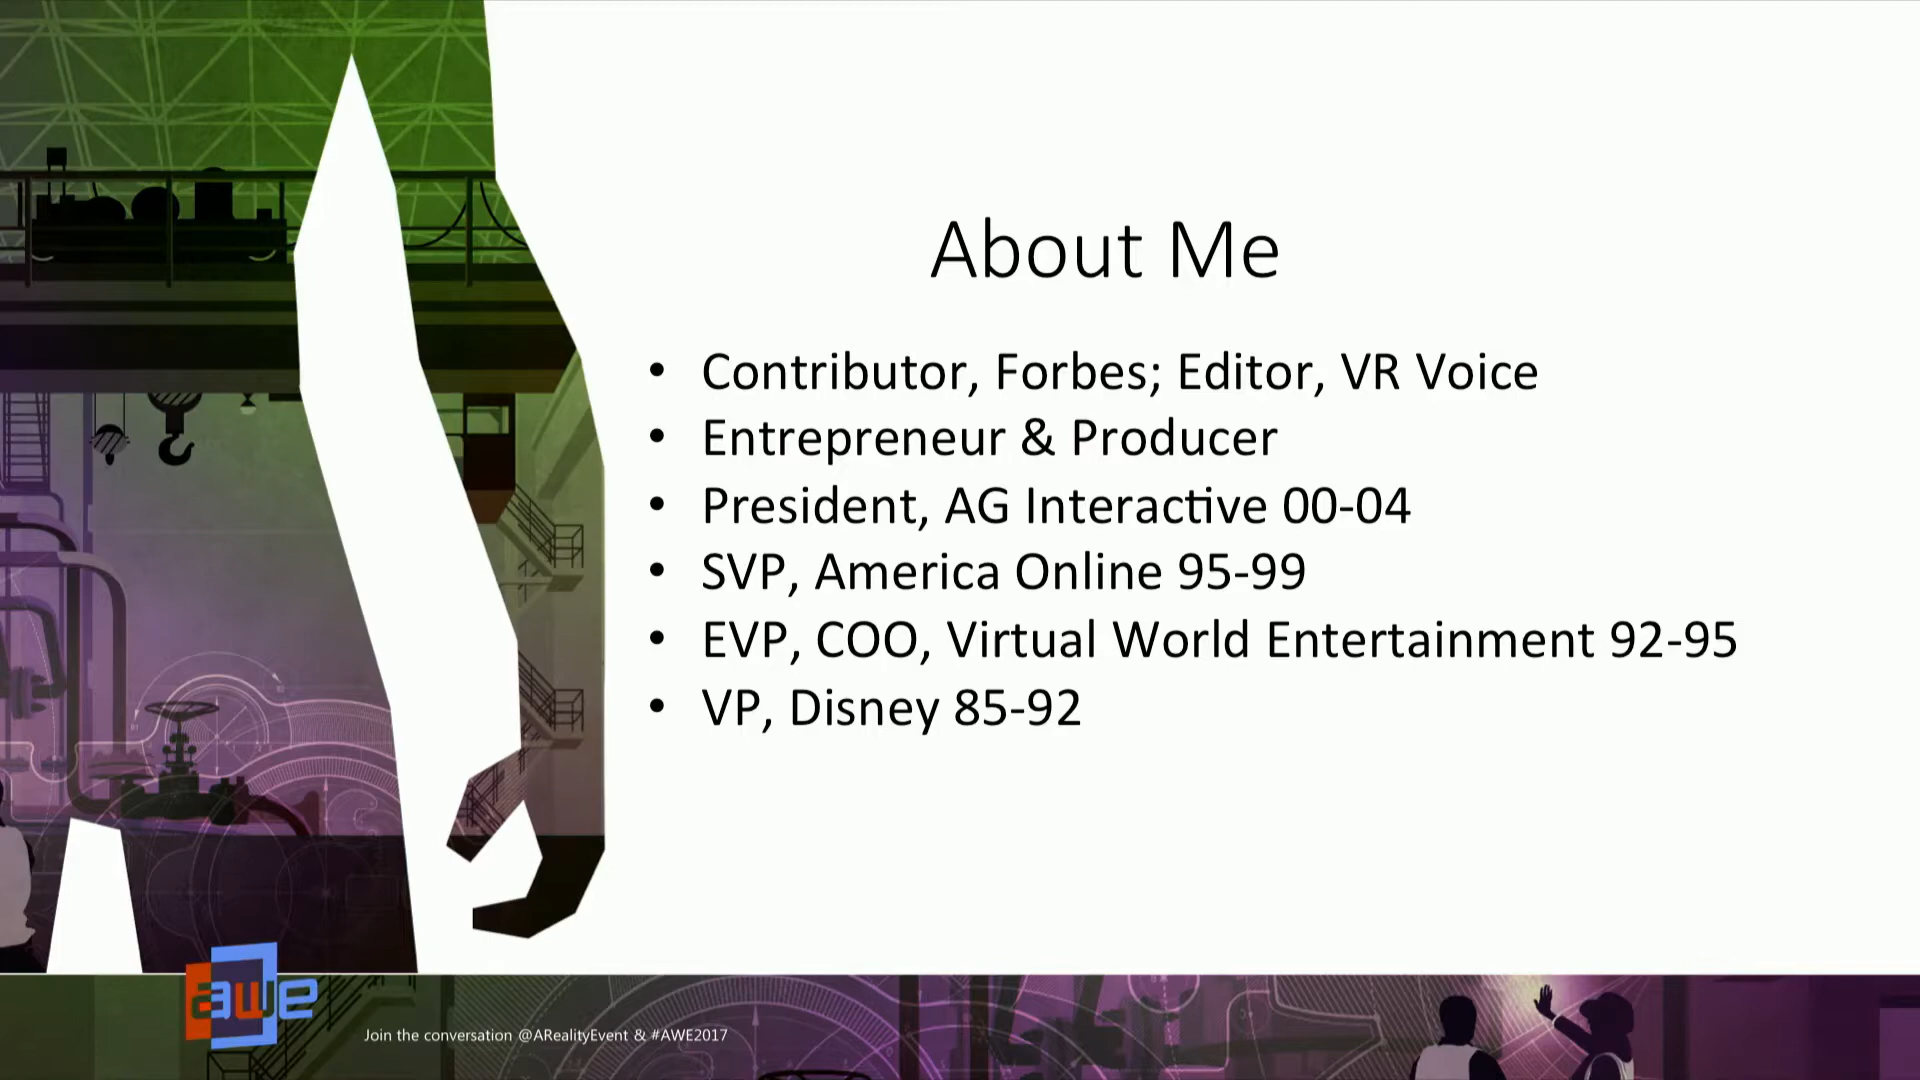 About Me
• Contributor, Forbes; Editor, VR Voice
• Entrepreneur & Producer
• President, AG Interactive 00-04
• SVP, America Online 95-99
• EVP, COO, Virtual World Entertainment 92-95
• VP, Disney 85-92
awe
Join the conversation @ARealityEvent & #AWE2017